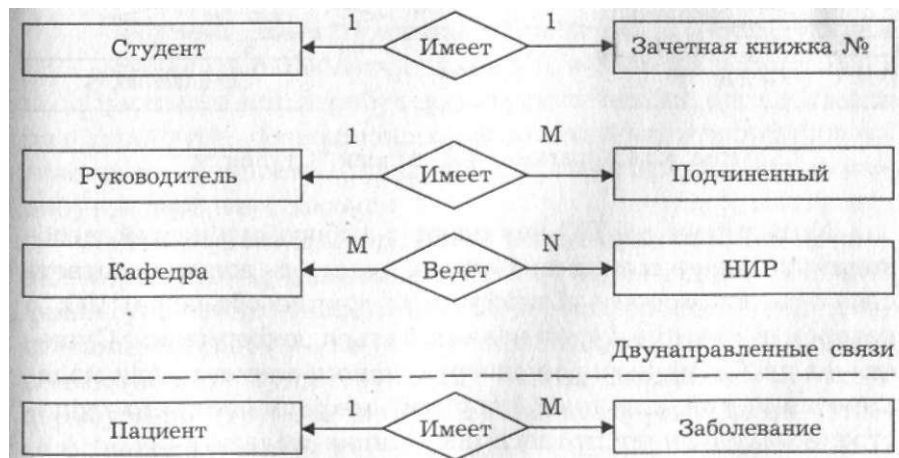 1 1
Студент Имеет Зачетная книжка №
1 М
Руководитель Имеет Подчиненный
М N
Кафедра Ведет НИР
Двунаправленные связи
1 М
Пациент Имеет Заболевание